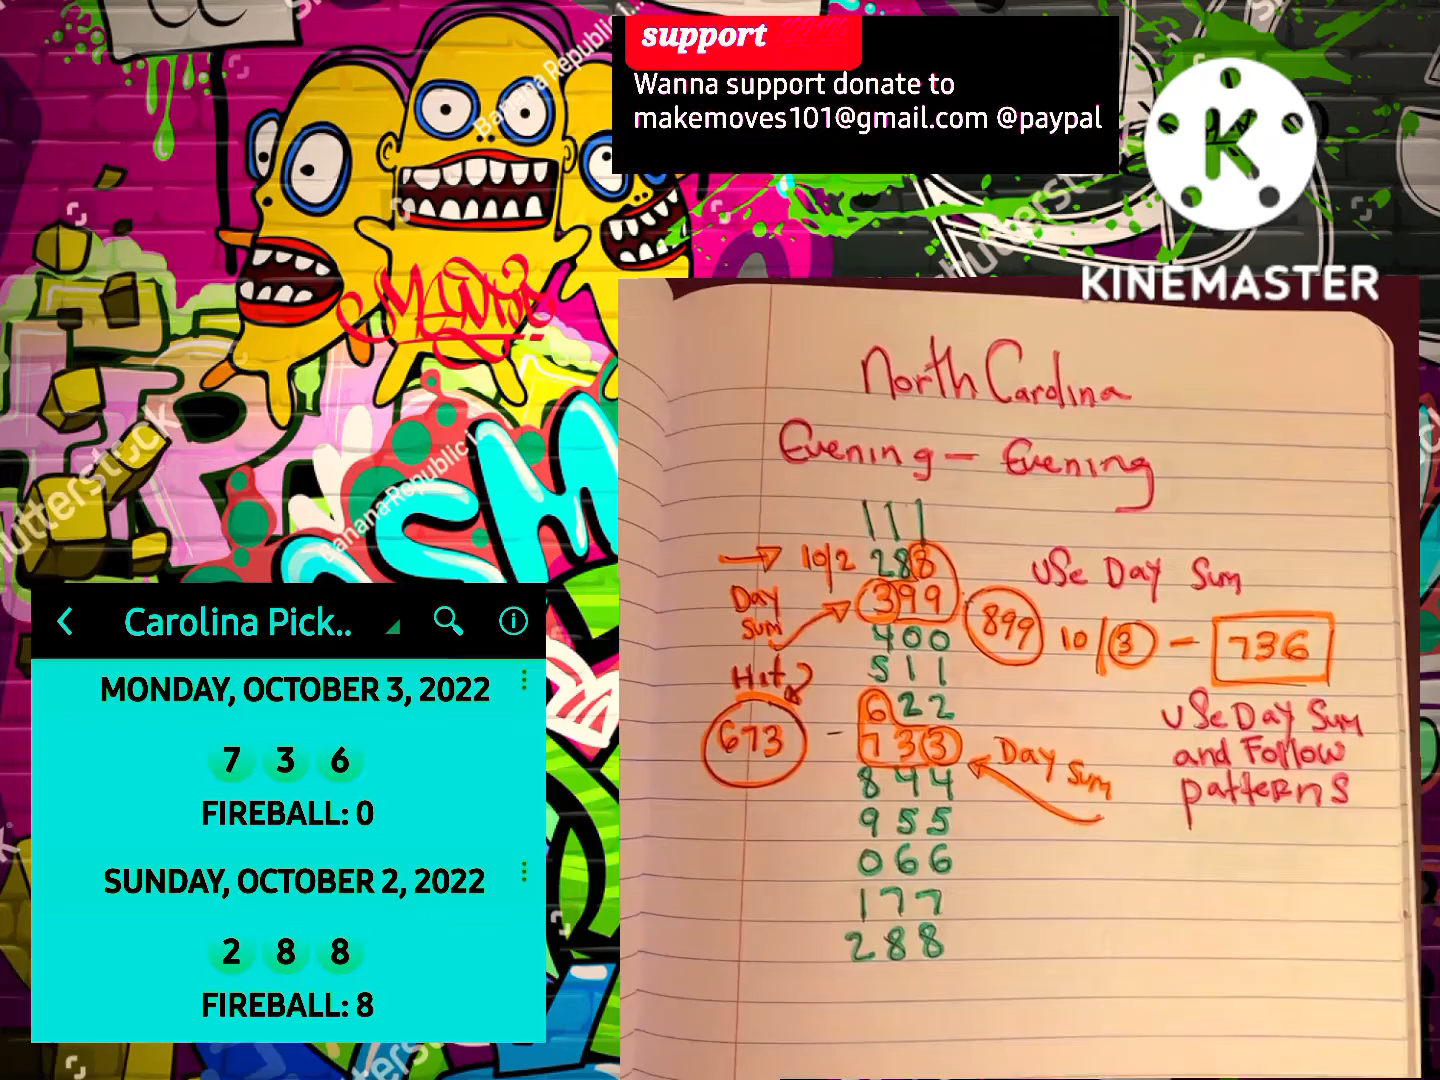 support
Wanna support donate to
makemoves101@gmail.com @paypal
K
KINEMASTER
shutterstock
Banana Republic
Carolina Pick..
MONDAY, OCTOBER 3, 2022
7 3 6
FIREBALL: 0
SUNDAY, OCTOBER 2, 2022
2 8 8
FIREBALL: 8
North Carolina
Evening - Evening
111
10/2 288
USe Day Sum
Day
Sum
399
899
10/3 - 736
400
511
Hit
622
673 - 733
Day Sum
USe Day Sum
and Follow
patterns
844
955
066
177
288